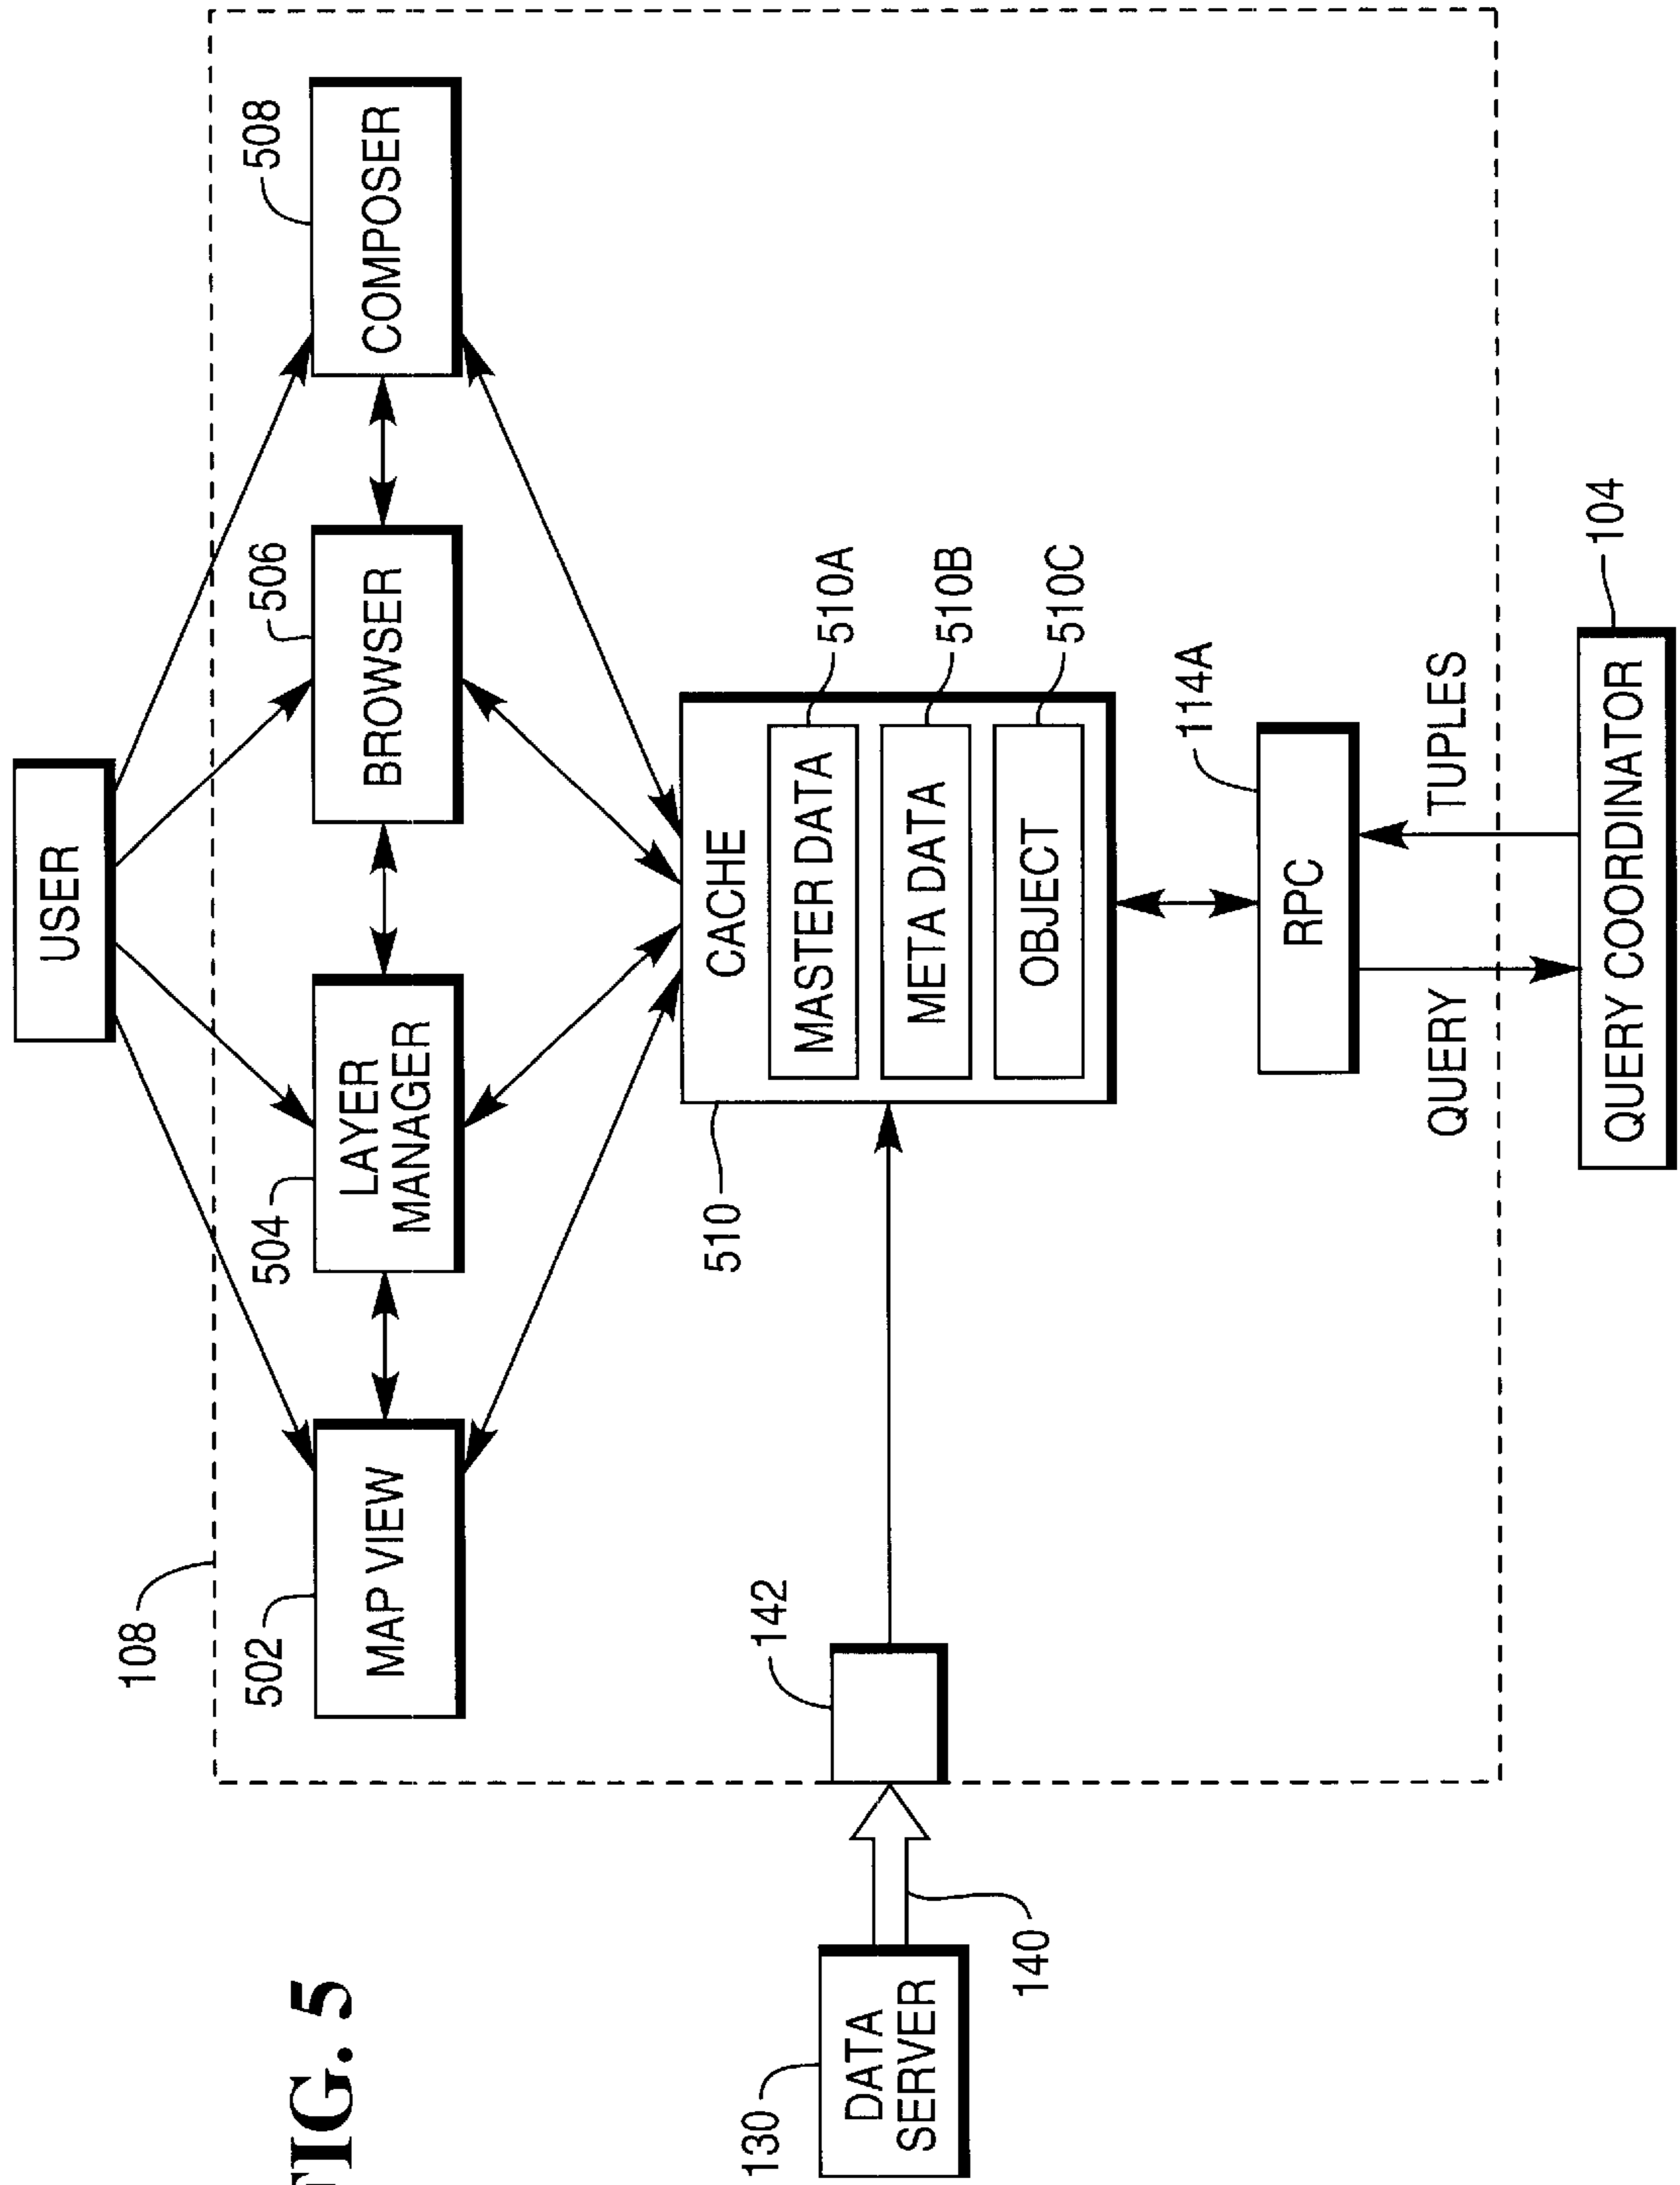 USER
108
502
MAP VIEW
504
LAYER
MANAGER
506
BROWSER
508
COMPOSER
510
CACHE
MASTER DATA
510A
META DATA
510B
OBJECT
510C
142
130
DATA
SERVER
140
RPC
114A
QUERY
TUPLES
QUERY COORDINATOR
104
FIG. 5